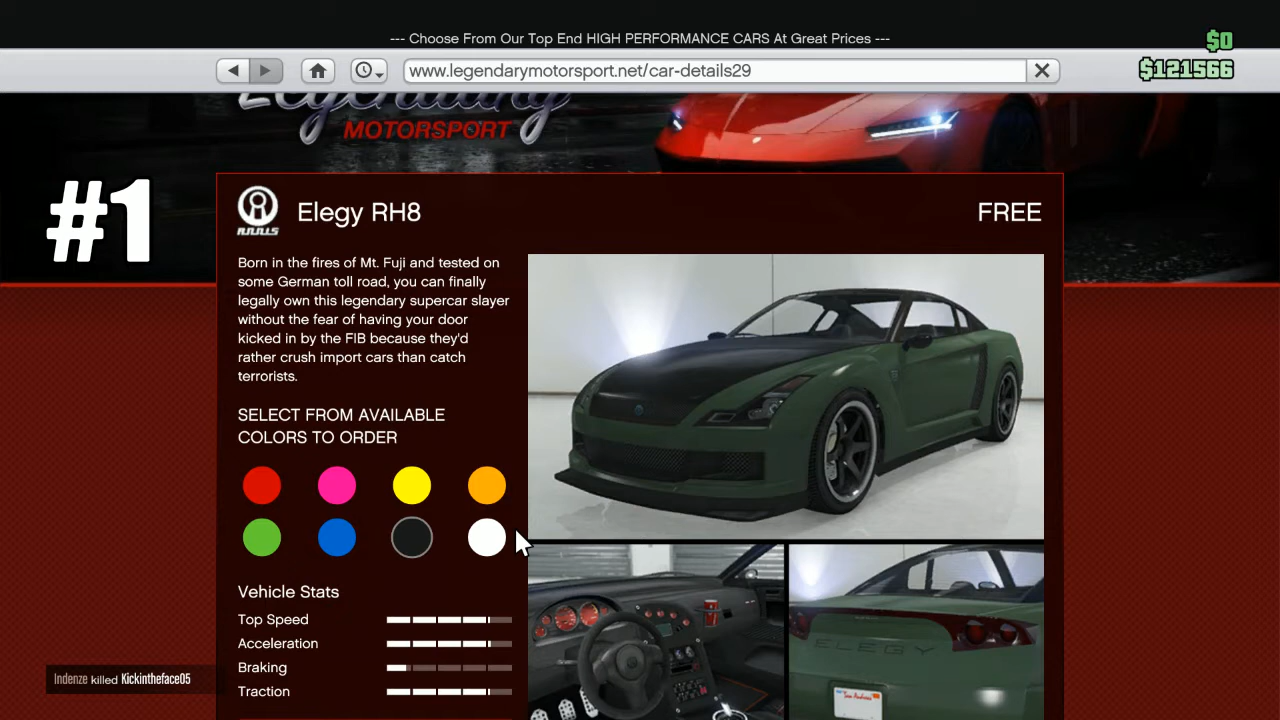 --- Choose From Our Top End HIGH PERFORMANCE CARS At Great Prices ---
$0
www.legendarymotorsport.net/car-details29
$121566
Legendary
MOTORSPORT
#1
Elegy RH8
FREE
ANNIS
Born in the fires of Mt. Fuji and tested on
some German toll road, you can finally
legally own this legendary supercar slayer
without the fear of having your door
kicked in by the FIB because they'd
rather crush import cars than catch
terrorists.
SELECT FROM AVAILABLE
COLORS TO ORDER
Vehicle Stats
Top Speed
Acceleration
Braking
Traction
ELEGY
San Andreas
Indenze killed Kickintheface05